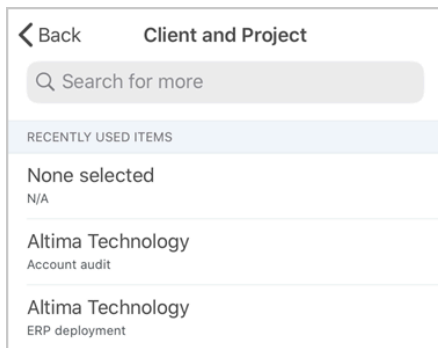 Back Client and Project
Search for more
RECENTLY USED ITEMS
None selected
N/A
Altima Technology
Account audit
Altima Technology
ERP deployment